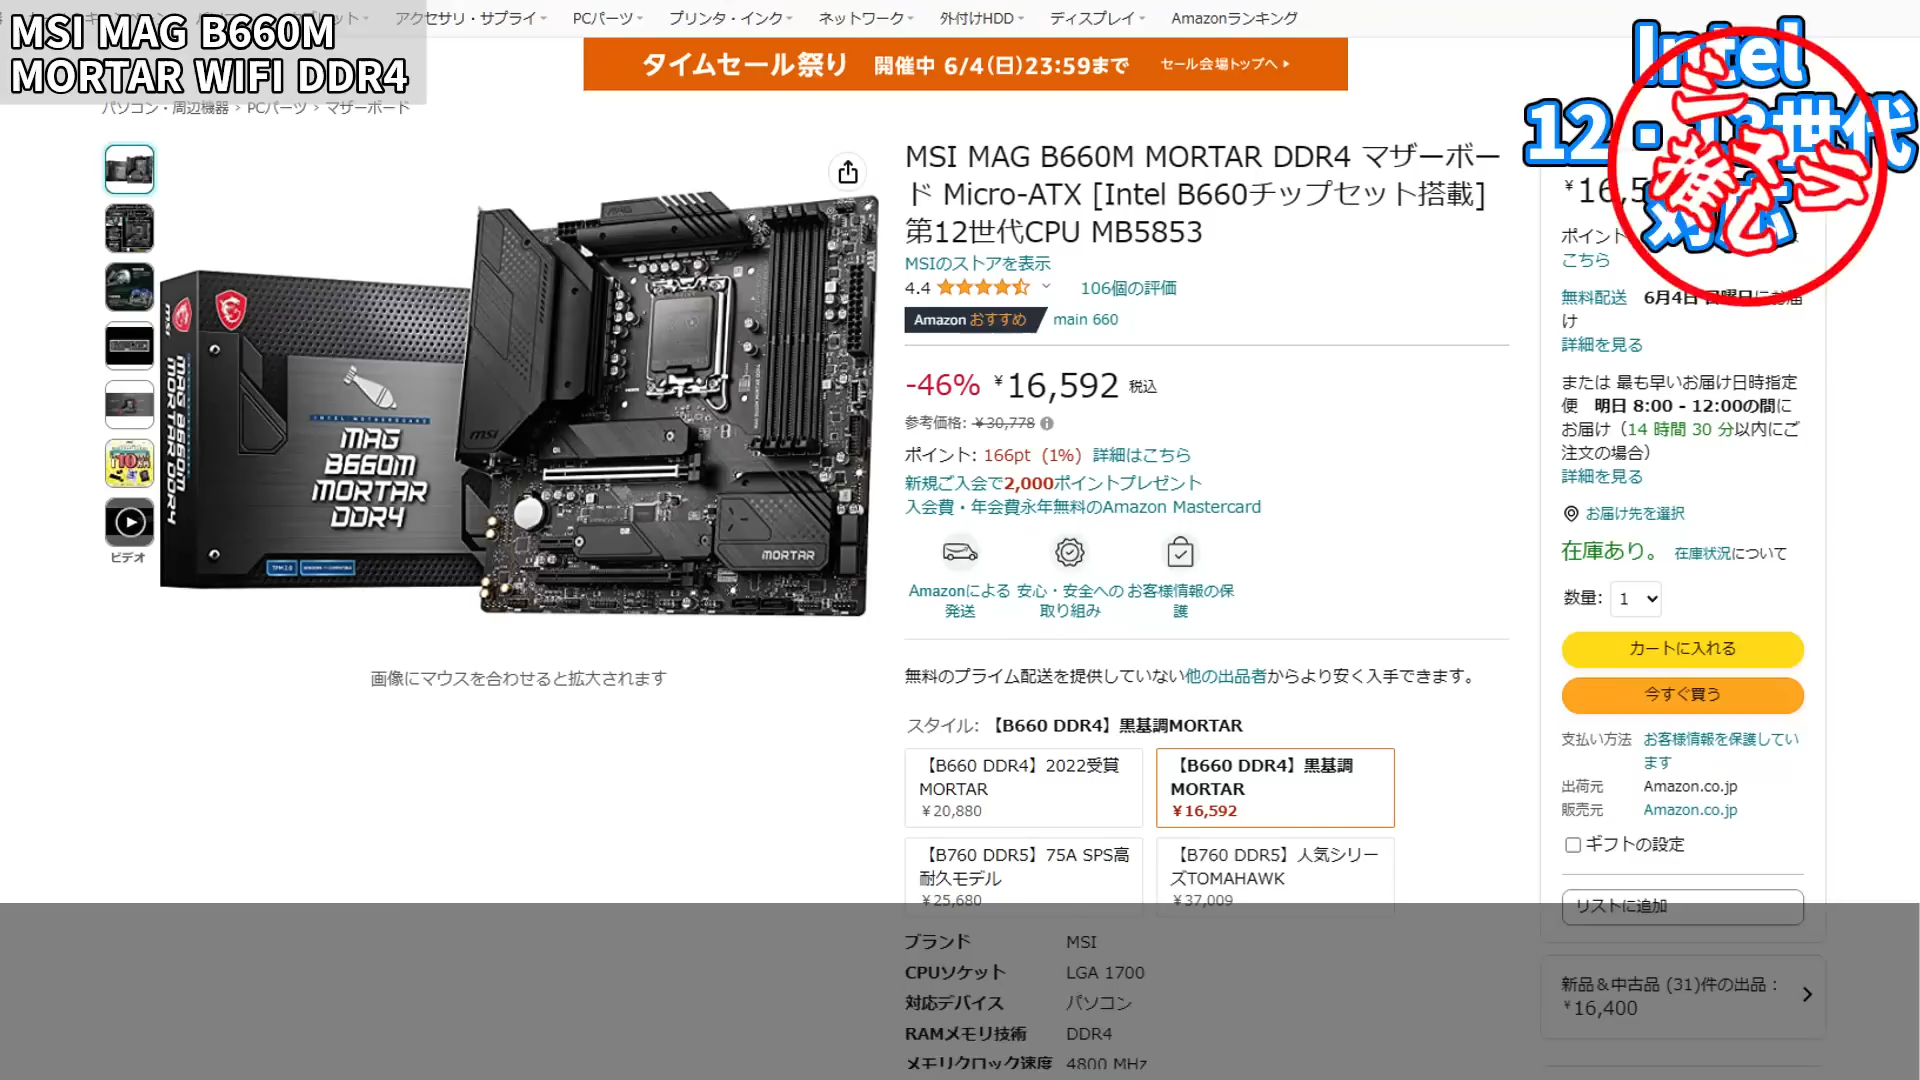 MSI MAG B660M
MORTAR WIFI DDR4
アクセサリ・サプライ
PCパーツ
プリンタ・インク
ネットワーク
外付けHDD
ディスプレイ
Amazonランキング
タイムセール祭り 開催中 6/4(日)23:59まで セール会場トップへ
パソコン・周辺機器 › PCパーツ › マザーボード
Intel
12・13世代
対応
MSI MAG B660M MORTAR DDR4 マザーボー
ド Micro-ATX [Intel B660チップセット搭載]
第12世代CPU MB5853
MSIのストアを表示
4.4
106個の評価
Amazon おすすめ main 660
-46% ¥16,592 税込
参考価格: ¥30,778
ポイント: 166pt (1%) 詳細はこちら
新規ご入会で2,000ポイントプレゼント
入会費・年会費永年無料のAmazon Mastercard
Amazonによる
発送
安心・安全への
取り組み
お客様情報の保
護
無料のプライム配送を提供していない他の出品者からより安く入手できます。
スタイル: 【B660 DDR4】黒基調MORTAR
【B660 DDR4】2022受賞
MORTAR
¥20,880
【B660 DDR4】黒基調
MORTAR
¥16,592
【B760 DDR5】75A SPS高
耐久モデル
¥25,680
【B760 DDR5】人気シリー
ズTOMAHAWK
¥37,009
ブランド MSI
CPUソケット LGA 1700
対応デバイス パソコン
RAMメモリ技術 DDR4
メモリクロック速度 4800 MHz
msi
MAG B660M
MORTAR DDR4
INTEL MOTHERBOARD
MAG
B660M
MORTAR
DDR4
TPM 2.0
msi
MORTAR
ビデオ
画像にマウスを合わせると拡大されます
¥16,5
ポイント
こちら
無料配送 6月4日 日曜日にお届
け
詳細を見る
または 最も早いお届け日時指定
便 明日 8:00 - 12:00の間に
お届け(14 時間 30 分以内にご
注文の場合)
詳細を見る
お届け先を選択
在庫あり。 在庫状況について
数量: 1
カートに入れる
今すぐ買う
支払い方法 お客様情報を保護してい
ます
出荷元 Amazon.co.jp
販売元 Amazon.co.jp
ギフトの設定
リストに追加
新品＆中古品 (31)件の出品：
¥16,400